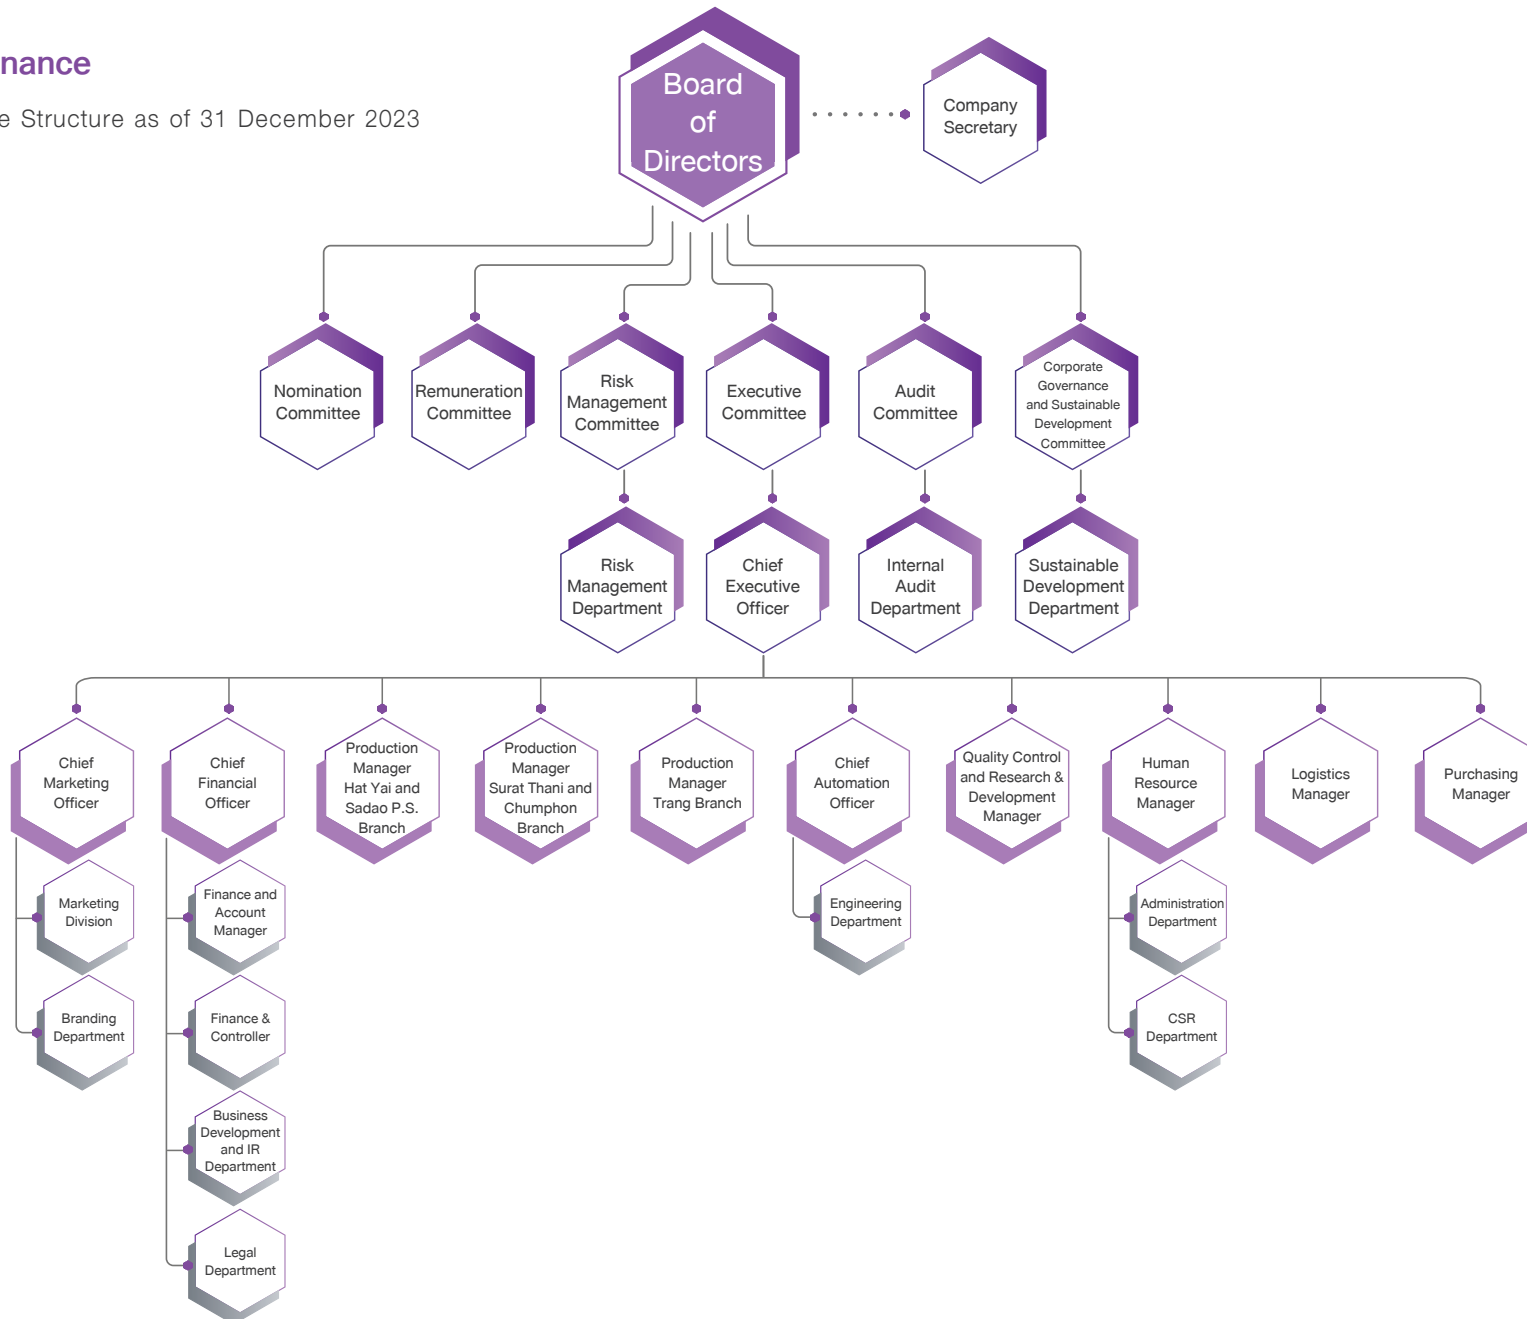 nance
e Structure as of 31 December 2023
Board
of
Directors
Company
Secretary
Nomination
Committee
Remuneration
Committee
Risk
Management
Committee
Executive
Committee
Audit
Committee
Corporate
Governance
and Sustainable
Development
Committee
Risk
Management
Department
Chief
Executive
Officer
Internal
Audit
Department
Sustainable
Development
Department
Chief
Marketing
Officer
Chief
Financial
Officer
Production
Manager
Hat Yai and
Sadao P.S.
Branch
Production
Manager
Surat Thani and
Chumphon
Branch
Production
Manager
Trang Branch
Chief
Automation
Officer
Quality Control
and Research &
Development
Manager
Human
Resource
Manager
Logistics
Manager
Purchasing
Manager
Marketing
Division
Finance and
Account
Manager
Engineering
Department
Administration
Department
Branding
Department
Finance &
Controller
CSR
Department
Business
Development
and IR
Department
Legal
Department